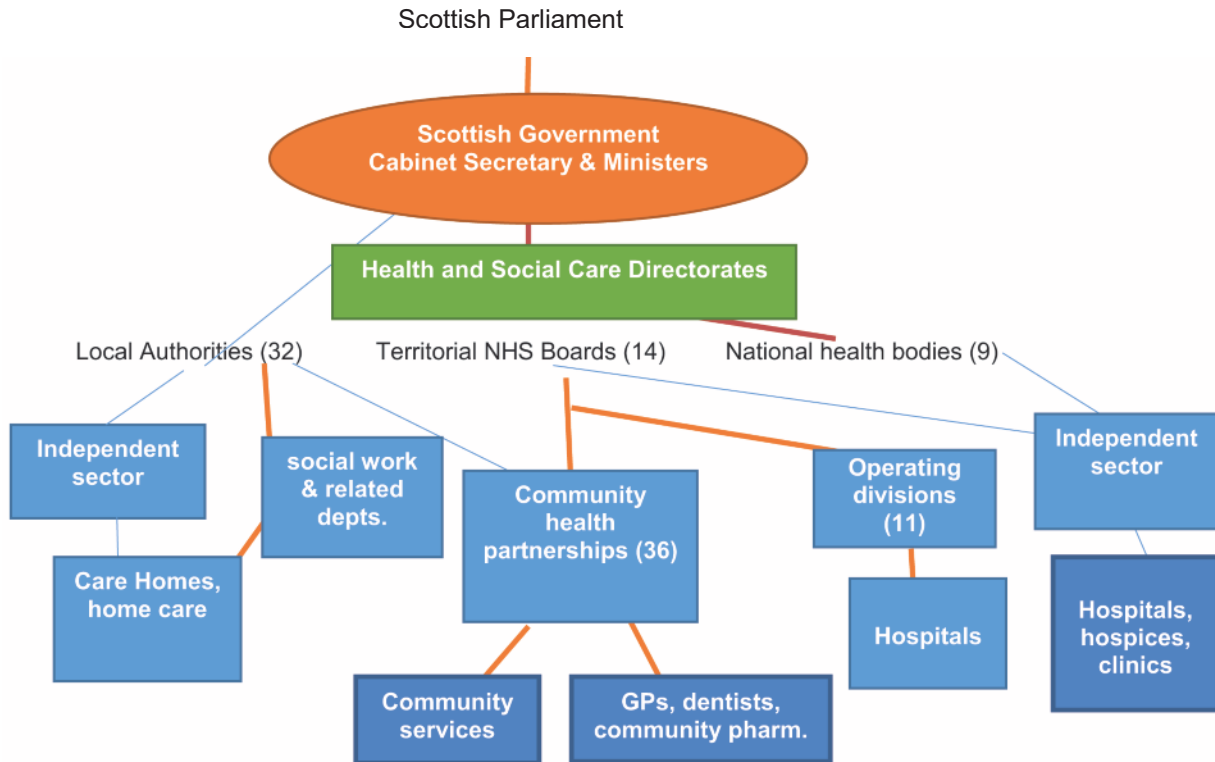 Scottish Parliament
Scottish Government
Cabinet Secretary & Ministers
Health and Social Care Directorates
Local Authorities (32)
Territorial NHS Boards (14)
National health bodies (9)
Independent
sector
social work
& related
depts.
Community
health
partnerships (36)
Operating
divisions
(11)
Independent
sector
Care Homes,
home care
Hospitals
Hospitals,
hospices,
clinics
Community
services
GPs, dentists,
community pharm.